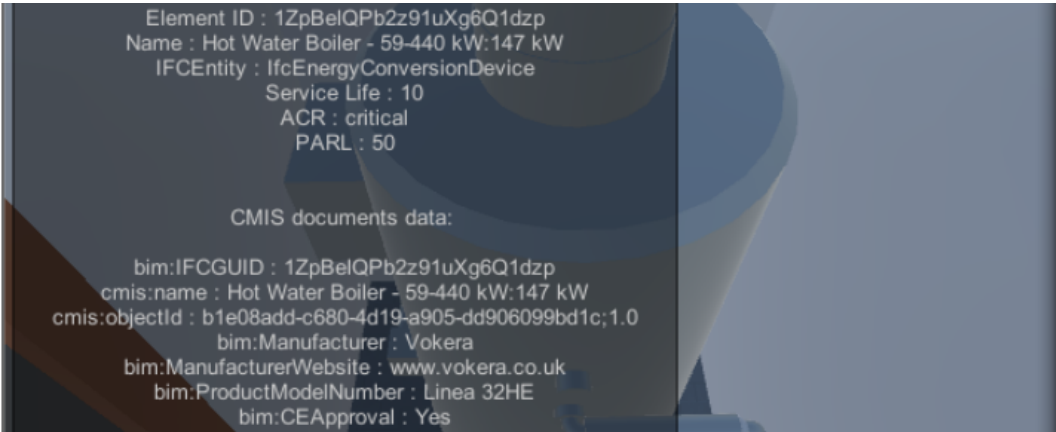 Element ID : 1ZpBelQPb2z91uXg6Q1dzp
Name : Hot Water Boiler - 59-440 kW:147 kW
IFCEntity : IfcEnergyConversionDevice
Service Life : 10
ACR : critical
PARL : 50
CMIS documents data:
bim:IFCGUID : 1ZpBelQPb2z91uXg6Q1dzp
cmis:name : Hot Water Boiler - 59-440 kW:147 kW
cmis:objectId : b1e08add-c680-4d19-a905-dd906099bd1c;1.0
bim:Manufacturer : Vokera
bim:ManufacturerWebsite : www.vokera.co.uk
bim:ProductModelNumber : Linea 32HE
bim:CEApproval : Yes